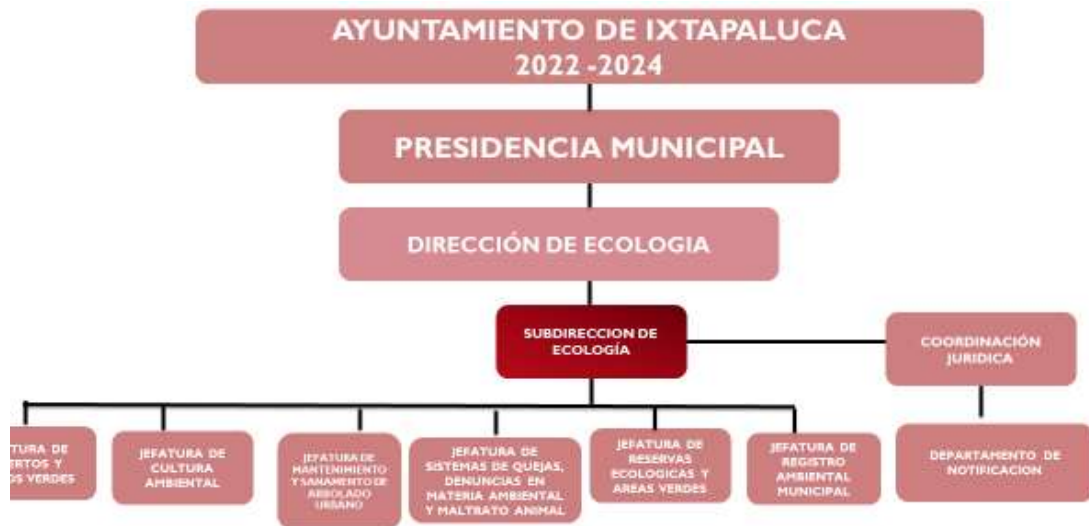 AYUNTAMIENTO DE IXTAPALUCA
2022 -2024
PRESIDENCIA MUNICIPAL
DIRECCIÓN DE ECOLOGIA
SUBDIRECCION DE
ECOLOGÍA
COORDINACIÓN
JURIDICA
DE
Y
VERDES
JEFATURA DE
CULTURA
AMBIENTAL
JEFATURA DE
MANTENIMIENTO
Y SANAMIENTO DE
ARBOLADO
URBANO
JEFATURA DE
SISTEMAS DE QUEJAS,
DENUNCIAS EN
MATERIA AMBIENTAL
Y MALTRATO ANIMAL
JEFATURA DE
RESERVAS
ECOLOGICAS Y
AREAS VERDES
JEFATURA DE
REGISTRO
AMBIENTAL
MUNICIPAL
DEPARTAMENTO DE
NOTIFICACION